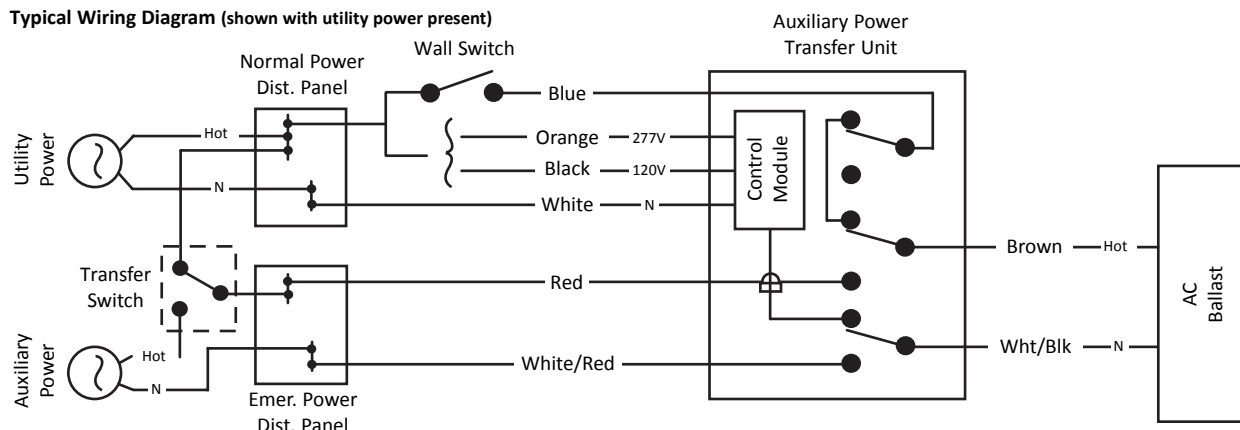 Typical Wiring Diagram (shown with utility power present)
Auxiliary Power
Transfer Unit
Wall Switch
Normal Power
Dist. Panel
Blue
Utility
Power
Hot
Orange
277V
Black
120V
Control
Module
N
White
N
Brown
Hot
Transfer
Switch
Red
AC
Ballast
Wht/Blk
N
Auxiliary
Power
Hot
N
White/Red
Emer. Power
Dist. Panel